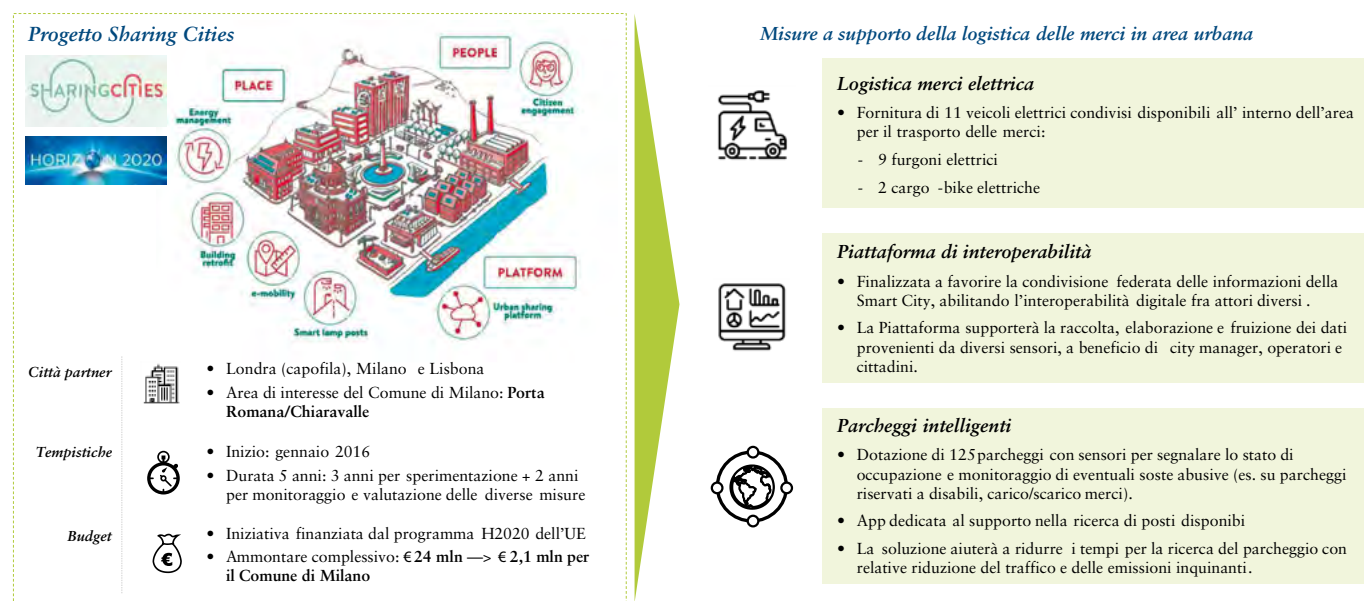 Progetto Sharing Cities
SHARINGCITIES
HORIZON 2020
PEOPLE
PLACE
Citizen
engagement
Energy
management
Building
retrofit
e-mobility
Smart lamp posts
PLATFORM
Urban sharing
platform
Città partner
• Londra (capofila), Milano e Lisbona
• Area di interesse del Comune di Milano: Porta
Romana/Chiaravalle
Tempistiche
• Inizio: gennaio 2016
• Durata 5 anni: 3 anni per sperimentazione + 2 anni
per monitoraggio e valutazione delle diverse misure
Budget
• Iniziativa finanziata dal programma H2020 dell'UE
• Ammontare complessivo: € 24 mln —> € 2,1 mln per
il Comune di Milano
Misure a supporto della logistica delle merci in area urbana
Logistica merci elettrica
• Fornitura di 11 veicoli elettrici condivisi disponibili all' interno dell'area
per il trasporto delle merci:
- 9 furgoni elettrici
- 2 cargo -bike elettriche
Piattaforma di interoperabilità
• Finalizzata a favorire la condivisione federata delle informazioni della
Smart City, abilitando l'interoperabilità digitale fra attori diversi .
• La Piattaforma supporterà la raccolta, elaborazione e fruizione dei dati
provenienti da diversi sensori, a beneficio di city manager, operatori e
cittadini.
Parcheggi intelligenti
• Dotazione di 125 parcheggi con sensori per segnalare lo stato di
occupazione e monitoraggio di eventuali soste abusive (es. su parcheggi
riservati a disabili, carico/scarico merci).
• App dedicata al supporto nella ricerca di posti disponibi
• La soluzione aiuterà a ridurre i tempi per la ricerca del parcheggio con
relative riduzione del traffico e delle emissioni inquinanti.